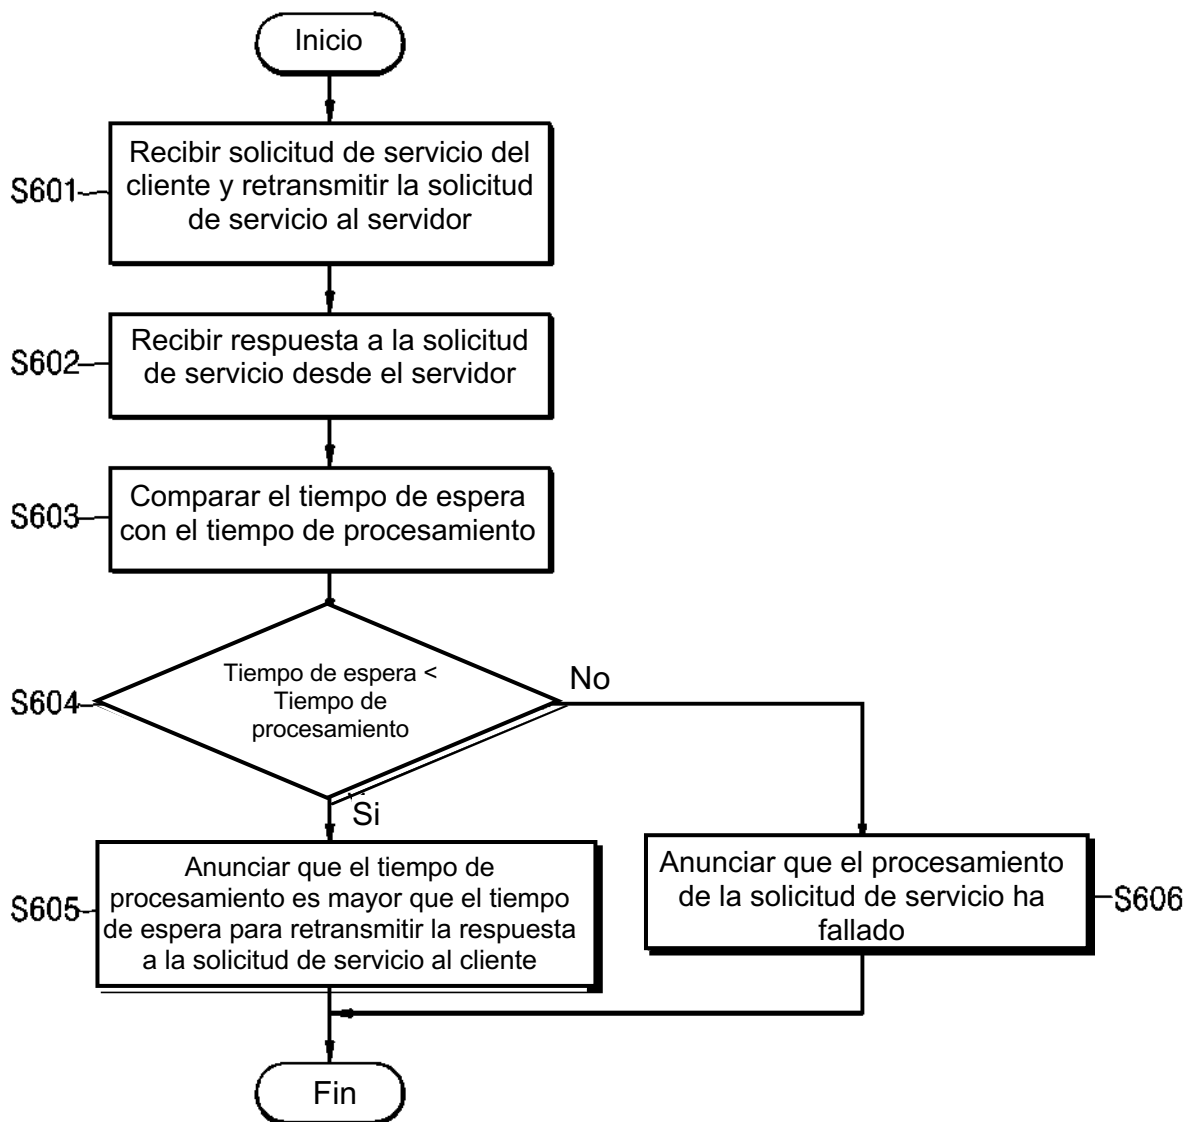 Inicio
S601
Recibir solicitud de servicio del
cliente y retransmitir la solicitud
de servicio al servidor
S602
Recibir respuesta a la solicitud
de servicio desde el servidor
S603
Comparar el tiempo de espera
con el tiempo de procesamiento
S604
Tiempo de espera <
Tiempo de
procesamiento
No
Si
S605
Anunciar que el tiempo de
procesamiento es mayor que el tiempo
de espera para retransmitir la respuesta
a la solicitud de servicio al cliente
Anunciar que el procesamiento
de la solicitud de servicio ha
fallado
S606
Fin